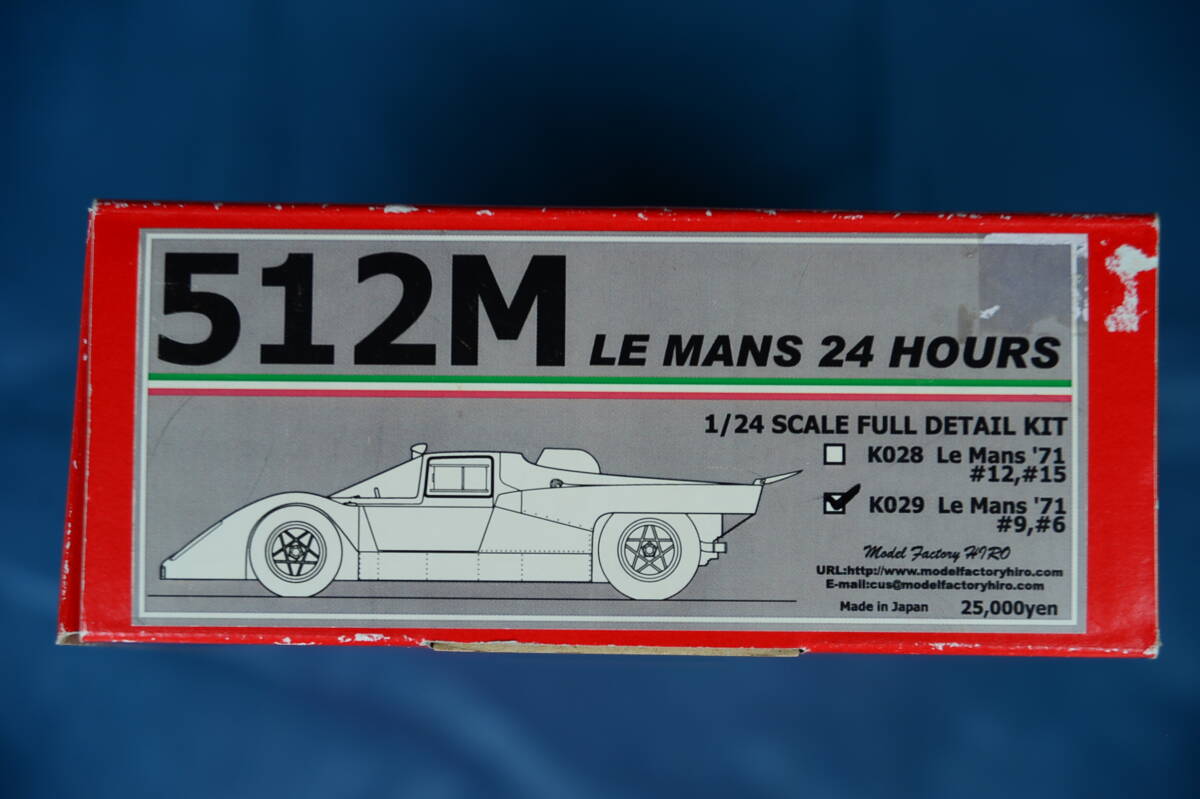 512M LE MANS 24 HOURS
1/24 SCALE FULL DETAIL KIT
K028 Le Mans '71
#12,#15
K029 Le Mans '71
#9,#6
Model Factory HIRO
URL:http://www.modelfactoryhiro.com
E-mail:cus@modelfactoryhiro.com
Made in Japan 25,000yen